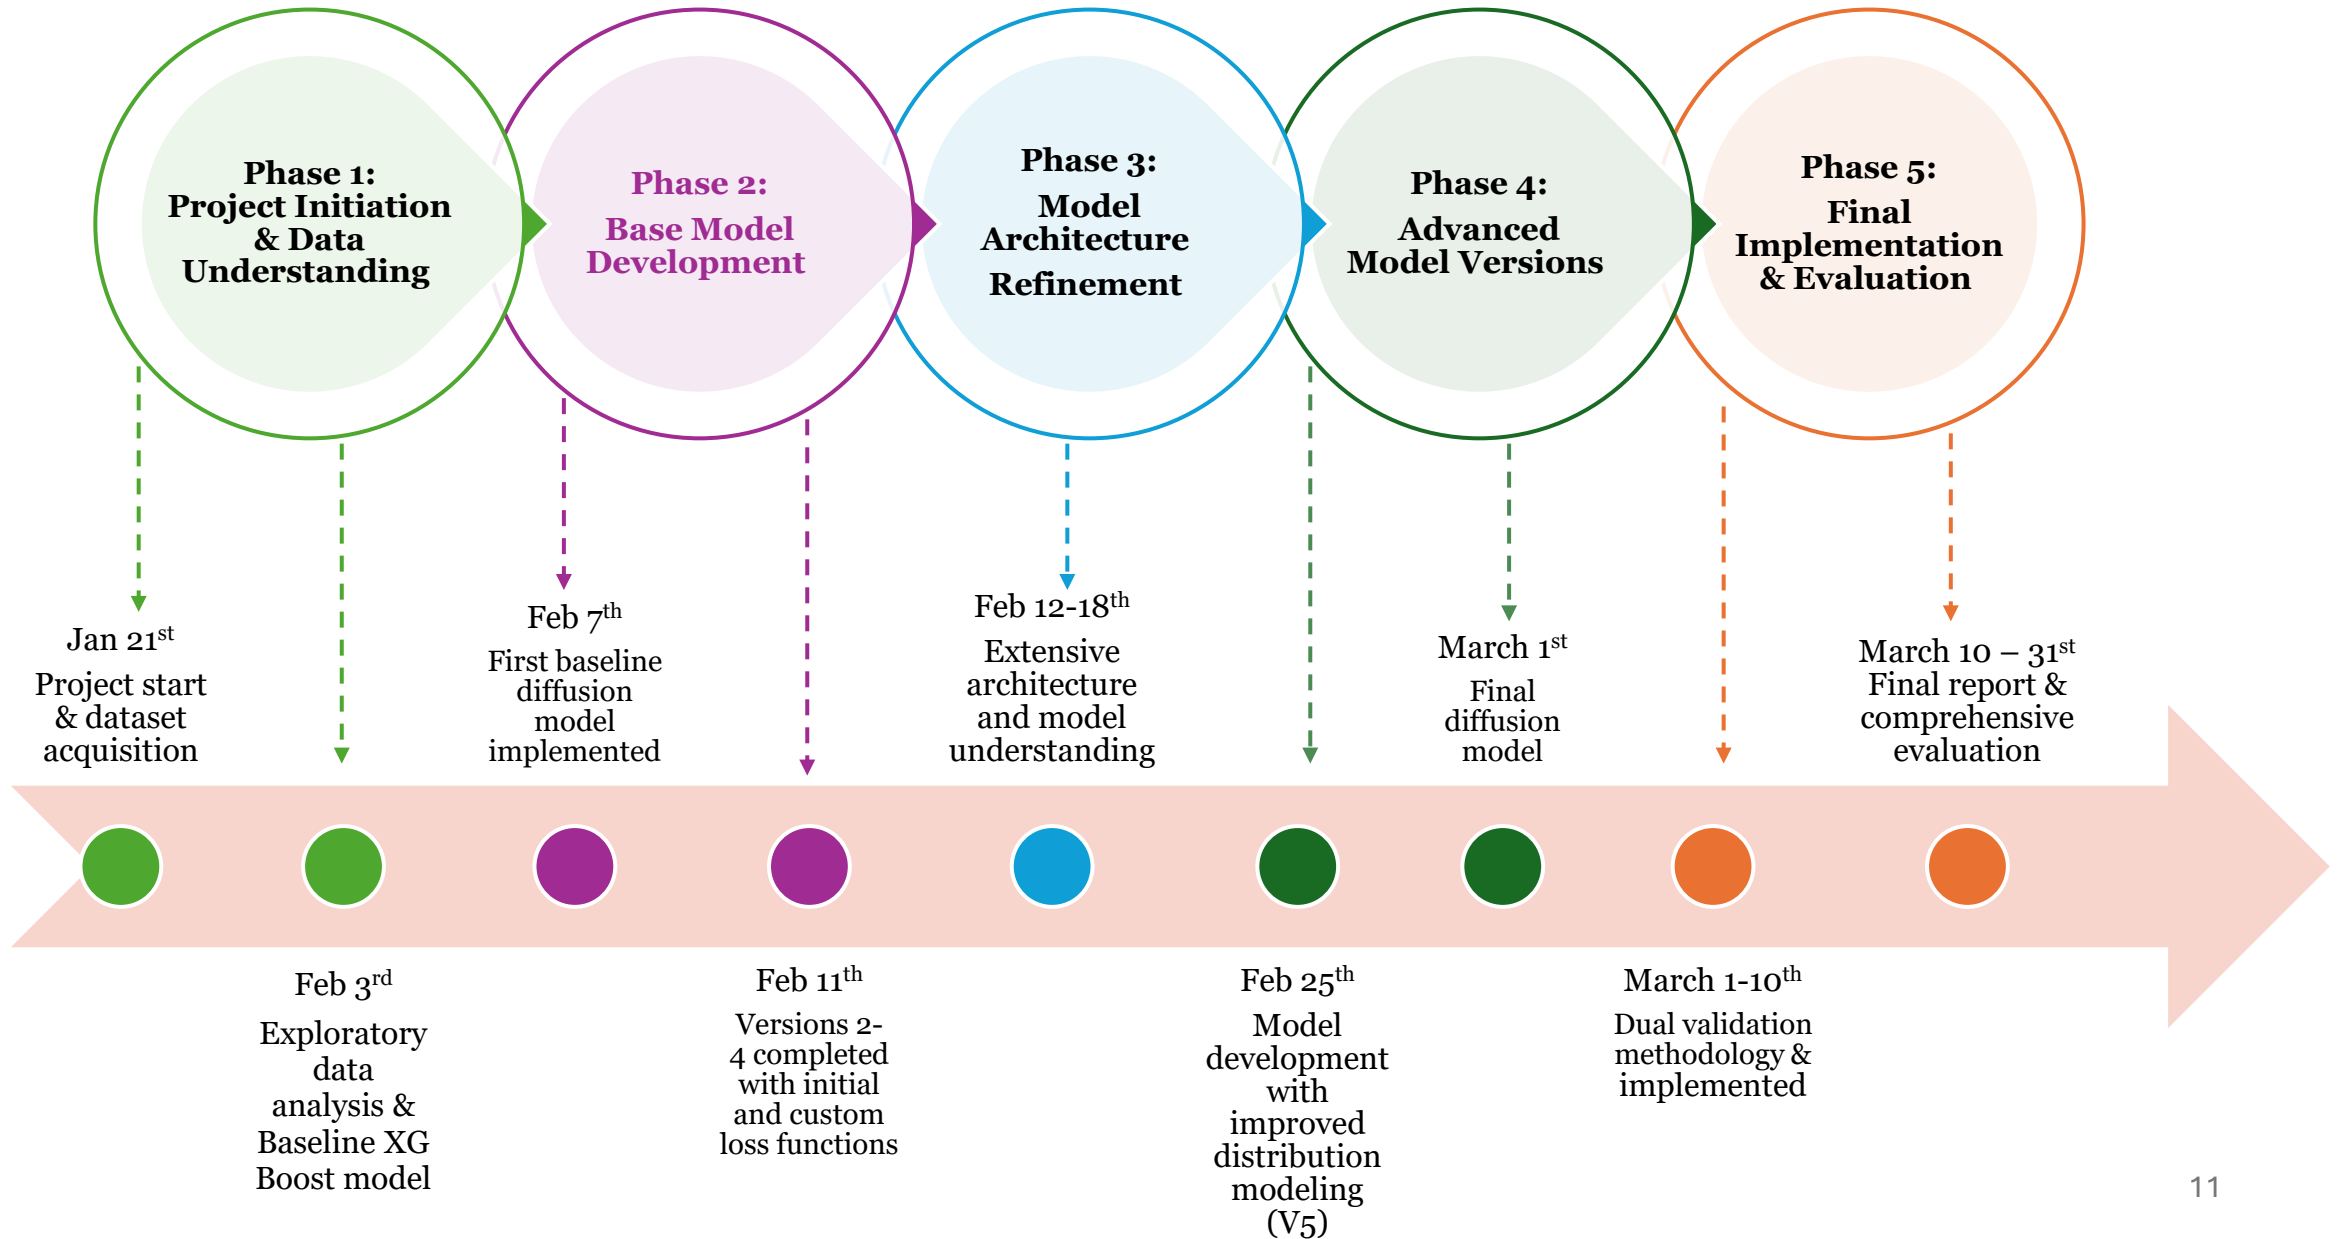 Phase 1:
Project Initiation
& Data
Understanding
Phase 2:
Base Model
Development
Phase 3:
Model
Architecture
Refinement
Phase 4:
Advanced
Model Versions
Phase 5:
Final
Implementation
& Evaluation
Jan 21st
Project start
& dataset
acquisition
Feb 7th
First baseline
diffusion
model
implemented
Feb 12-18th
Extensive
architecture
and model
understanding
March 1st
Final
diffusion
model
March 10 – 31st
Final report &
comprehensive
evaluation
Feb 3rd
Exploratory
data
analysis &
Baseline XG
Boost model
Feb 11th
Versions 2-
4 completed
with initial
and custom
loss functions
Feb 25th
Model
development
with
improved
distribution
modeling
(V5)
March 1-10th
Dual validation
methodology &
implemented
11